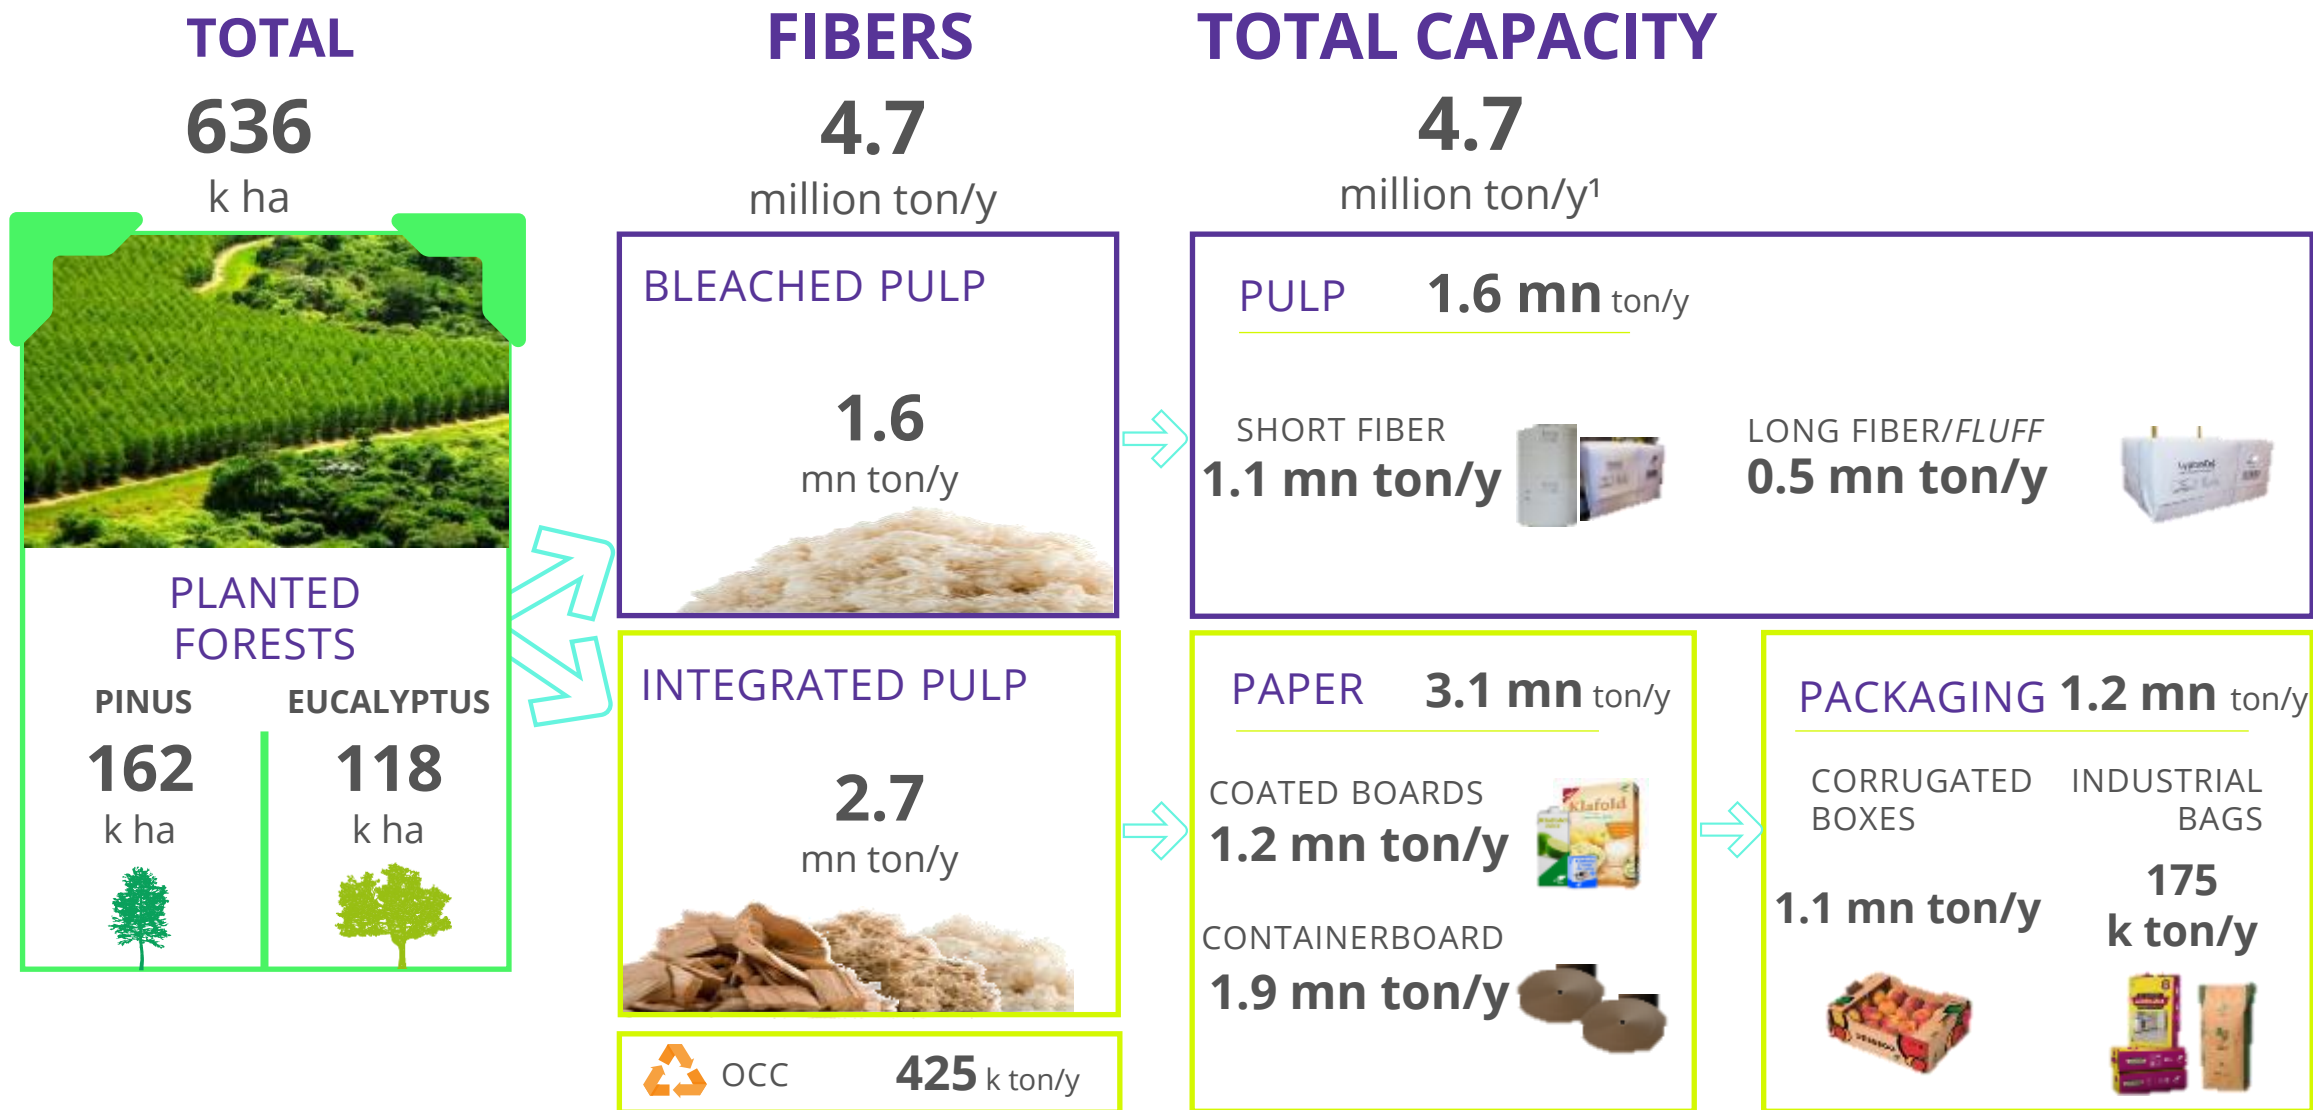 TOTAL
636
k ha
PLANTED
FORESTS
PINUS
162
k ha
EUCALYPTUS
118
k ha
FIBERS
4.7
million ton/y
BLEACHED PULP
1.6
mn ton/y
INTEGRATED PULP
2.7
mn ton/y
OCC 425 k ton/y
TOTAL CAPACITY
4.7
million ton/y¹
PULP 1.6 mn ton/y
SHORT FIBER
1.1 mn ton/y
LONG FIBER/FLUFF
0.5 mn ton/y
PAPER 3.1 mn ton/y
COATED BOARDS
1.2 mn ton/y
Klafold
CONTAINERBOARD
1.9 mn ton/y
PACKAGING 1.2 mn ton/y
CORRUGATED
BOXES
1.1 mn ton/y
INDUSTRIAL
BAGS
175
k ton/y